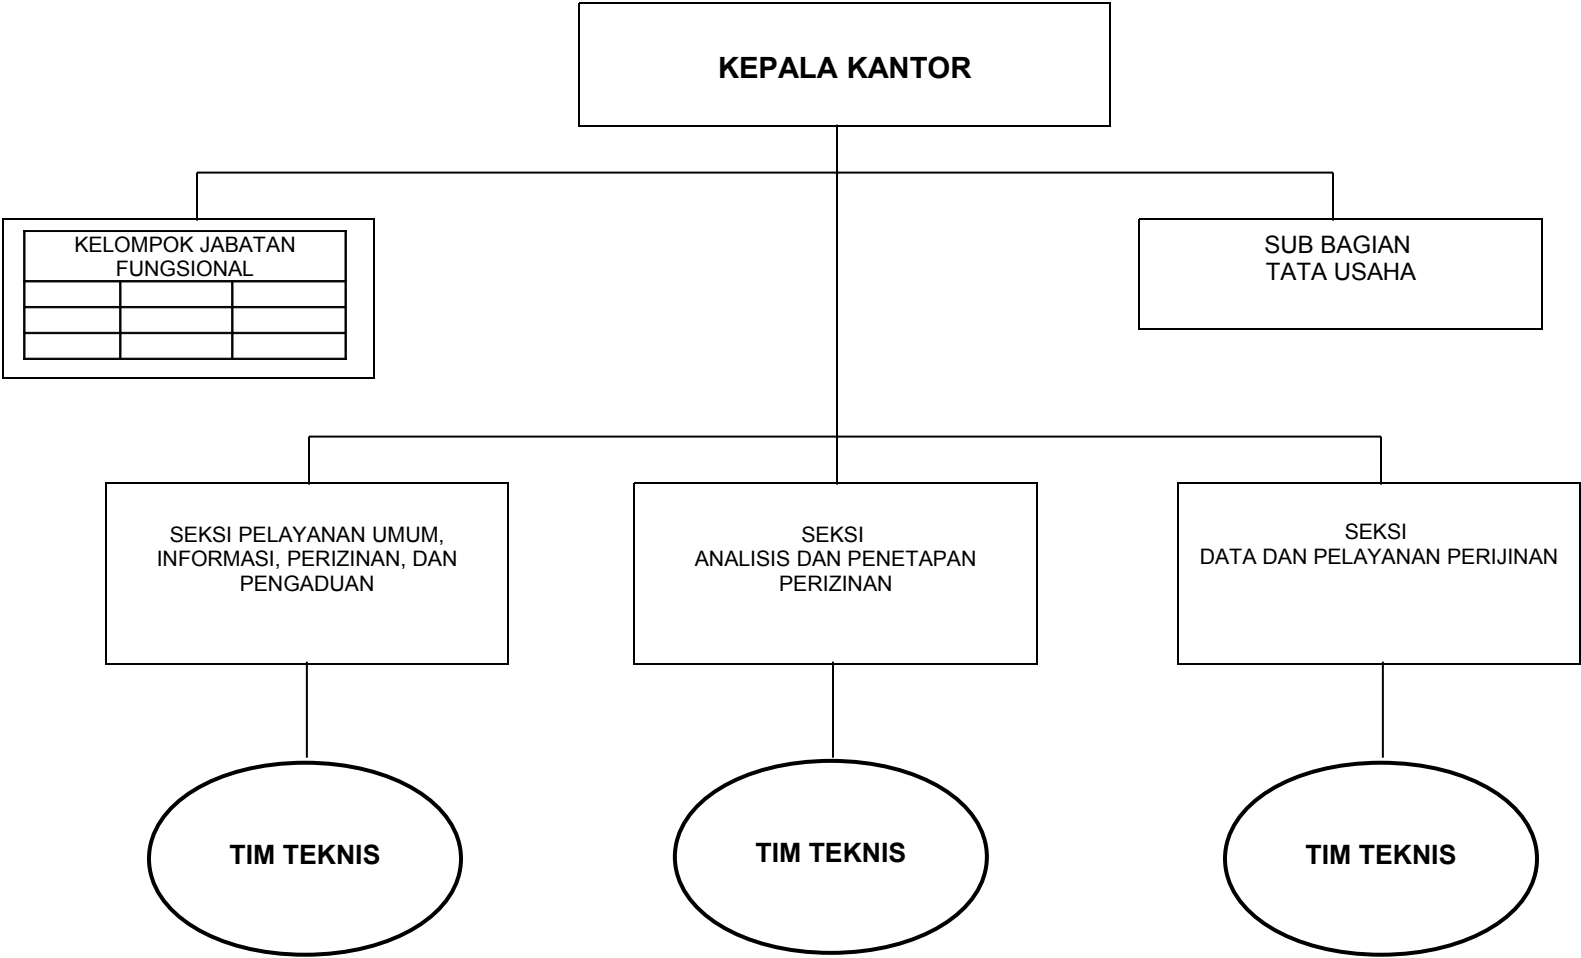 KEPALA KANTOR
KELOMPOK JABATAN
FUNGSIONAL
SUB BAGIAN
TATA USAHA
SEKSI PELAYANAN UMUM,
INFORMASI, PERIZINAN, DAN
PENGADUAN
SEKSI
ANALISIS DAN PENETAPAN
PERIZINAN
SEKSI
DATA DAN PELAYANAN PERIJINAN
TIM TEKNIS
TIM TEKNIS
TIM TEKNIS